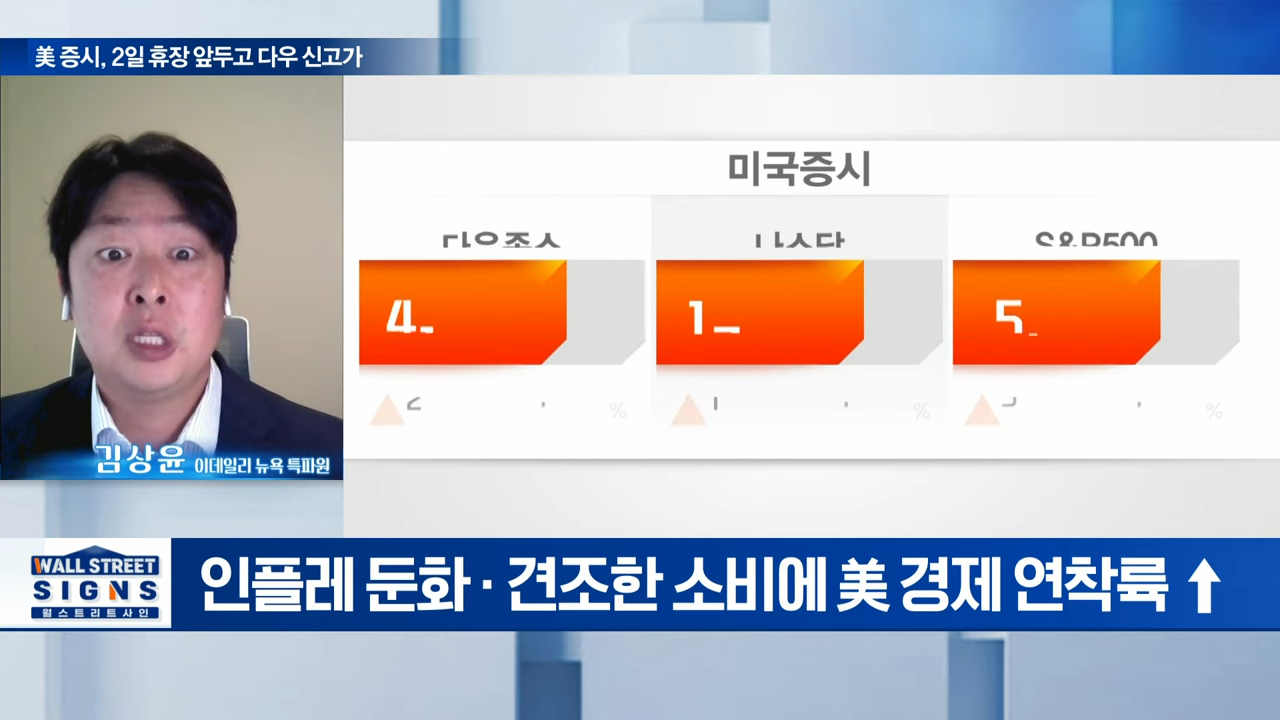 美 증시, 2일 휴장 앞두고 다우 신고가
미국증시
S&P500
%
%
%
김상윤 이데일리 뉴욕 특파원
WALL STREET
SIGNS
월스트리트사인
인플레 둔화·견조한 소비에 美 경제 연착륙↑